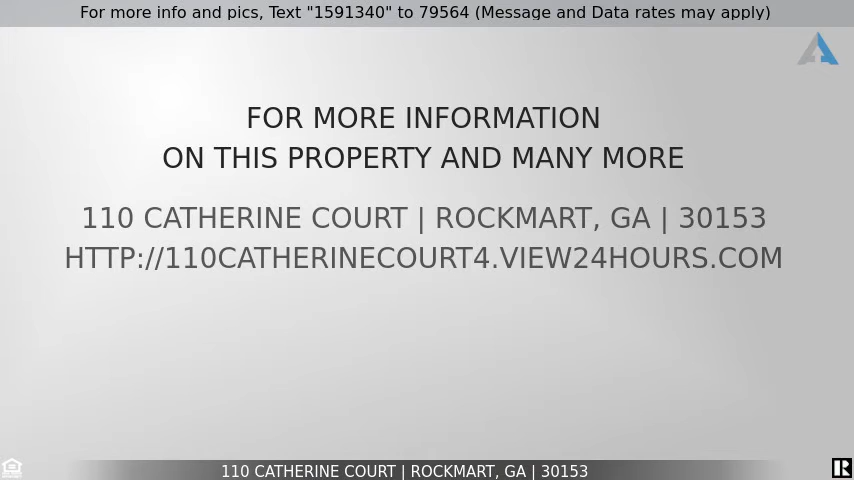 For more info and pics, Text "1591340" to 79564 (Message and Data rates may apply)
FOR MORE INFORMATION
ON THIS PROPERTY AND MANY MORE
110 CATHERINE COURT | ROCKMART, GA | 30153
HTTP://110CATHERINECOURT4.VIEW24HOURS.COM
110 CATHERINE COURT | ROCKMART, GA | 30153